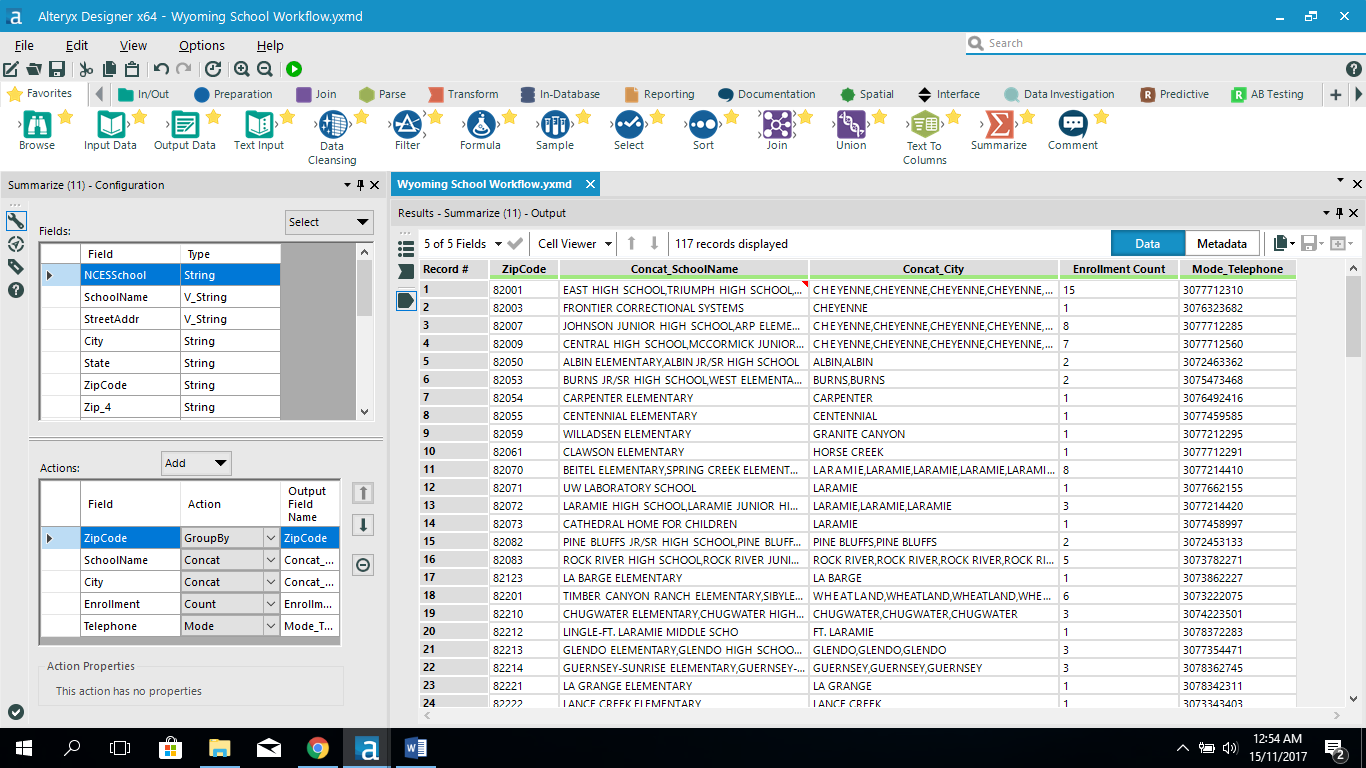 a Alteryx Designer x64 - Wyoming School Workflow.yxmd
File Edit View Options Help
Search
Favorites In/Out Preparation Join Parse Transform In-Database Reporting Documentation Spatial Interface Data Investigation R Predictive R AB Testing
Browse Input Data Output Data Text Input Data Cleansing Filter Formula Sample Select Sort Join Union Text To Columns Summarize Comment
Summarize (11) - Configuration
Wyoming School Workflow.yxmd
Results - Summarize (11) - Output
Select
Fields:
Field Type
NCESSchool String
SchoolName V_String
StreetAddr V_String
City String
State String
ZipCode String
Zip_4 String
Add
Actions:
Field Action Output Field Name
ZipCode GroupBy ZipCode
SchoolName Concat Concat_...
City Concat Concat_...
Enrollment Count Enrollm...
Telephone Mode Mode_T...
Action Properties
This action has no properties
5 of 5 Fields Cell Viewer 117 records displayed Data Metadata
Record # ZipCode Concat_SchoolName Concat_City Enrollment Count Mode_Telephone
1 82001 EAST HIGH SCHOOL,TRIUMPH HIGH SCHOOL,... CHEYENNE,CHEYENNE,CHEYENNE,CHEYENNE,... 15 3077712310
2 82003 FRONTIER CORRECTIONAL SYSTEMS CHEYENNE 1 3076323682
3 82007 JOHNSON JUNIOR HIGH SCHOOL,ARP ELEME... CHEYENNE,CHEYENNE,CHEYENNE,CHEYENNE,... 8 3077712285
4 82009 CENTRAL HIGH SCHOOL,MCCORMICK JUNIOR... CHEYENNE,CHEYENNE,CHEYENNE,CHEYENNE,... 7 3077712560
5 82050 ALBIN ELEMENTARY,ALBIN JR/SR HIGH SCHOOL ALBIN,ALBIN 2 3072463362
6 82053 BURNS JR/SR HIGH SCHOOL,WEST ELEMENTA... BURNS,BURNS 2 3075473468
7 82054 CARPENTER ELEMENTARY CARPENTER 1 3076492416
8 82055 CENTENNIAL ELEMENTARY CENTENNIAL 1 3077459585
9 82059 WILLADSEN ELEMENTARY GRANITE CANYON 1 3077212295
10 82061 CLAWSON ELEMENTARY HORSE CREEK 1 3077712291
11 82070 BEITEL ELEMENTARY,SPRING CREEK ELEMENT... LARAMIE,LARAMIE,LARAMIE,LARAMIE,LARAMI... 8 3077214410
12 82071 UW LABORATORY SCHOOL LARAMIE 1 3077662155
13 82072 LARAMIE HIGH SCHOOL,LARAMIE JUNIOR HI... LARAMIE,LARAMIE,LARAMIE 3 3077214420
14 82073 CATHEDRAL HOME FOR CHILDREN LARAMIE 1 3077458997
15 82082 PINE BLUFFS JR/SR HIGH SCHOOL,PINE BLUFF... PINE BLUFFS,PINE BLUFFS 2 3072453133
16 82083 ROCK RIVER HIGH SCHOOL,ROCK RIVER JUNI... ROCK RIVER,ROCK RIVER,ROCK RIVER,ROCK RI... 5 3073782271
17 82123 LA BARGE ELEMENTARY LA BARGE 1 3073862227
18 82201 TIMBER CANYON RANCH ELEMENTARY,SIBYLE... WHEATLAND,WHEATLAND,WHEATLAND,WHE... 6 3073222075
19 82210 CHUGWATER ELEMENTARY,CHUGWATER HIGH... CHUGWATER,CHUGWATER,CHUGWATER 3 3074223501
20 82212 LINGLE-FT. LARAMIE MIDDLE SCHO FT. LARAMIE 1 3078372283
21 82213 GLENDO ELEMENTARY,GLENDO HIGH SCHOO... GLENDO,GLENDO,GLENDO 3 3077354471
22 82214 GUERNSEY-SUNRISE ELEMENTARY,GUERNSEY-... GUERNSEY,GUERNSEY,GUERNSEY 3 3078362745
23 82221 LA GRANGE ELEMENTARY LA GRANGE 1 3078342311
24 82222 LANCE CREEK ELEMENTARY LANCE CREEK 1 3073343403
a
12:54 AM
15/11/2017
2